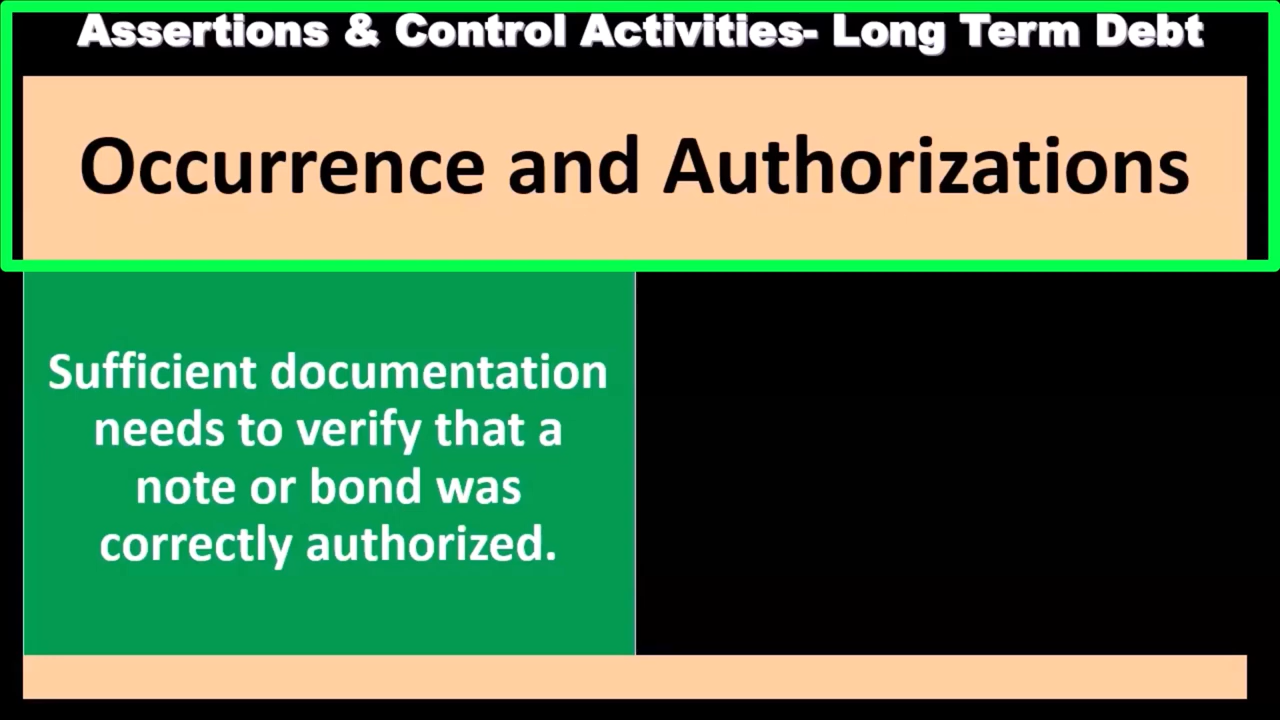 Assertions & Control Activities- Long Term Debt
Occurrence and Authorizations
Sufficient documentation
needs to verify that a
note or bond was
correctly authorized.